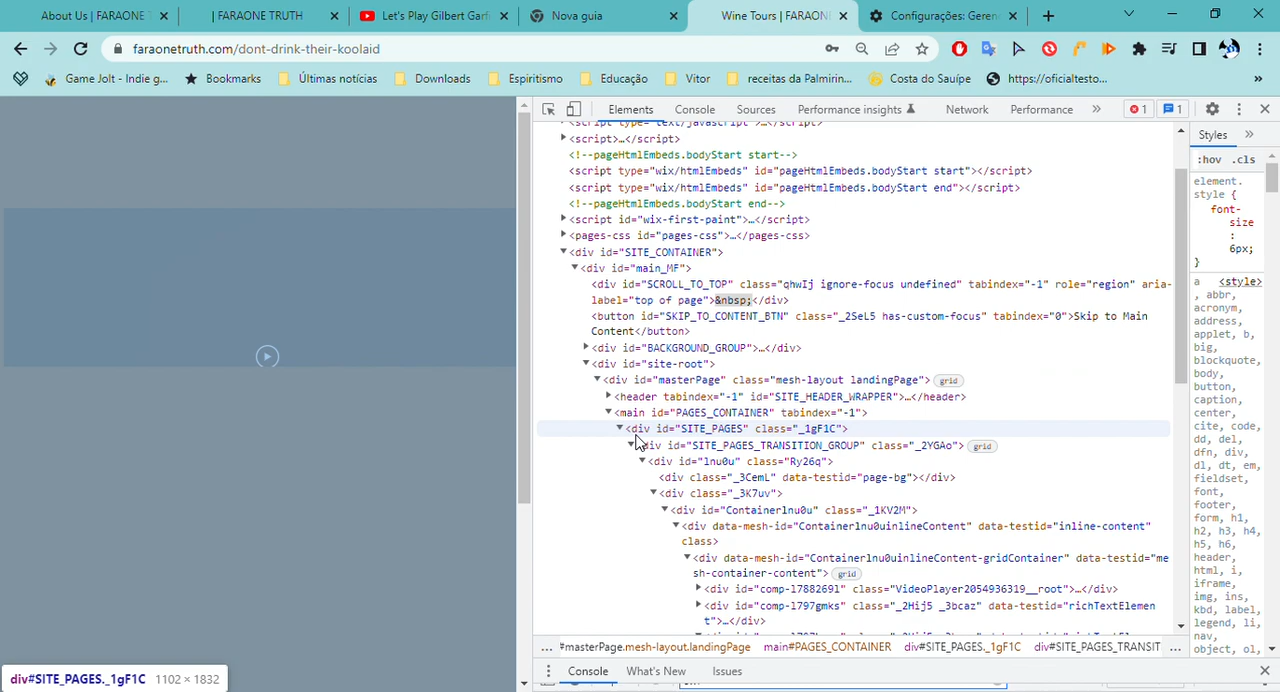 About Us | FARAONE T
| FARAONE TRUTH
Let's Play Gilbert Garf
Nova guia
Wine Tours | FARAONE
Configurações: Geren
faraonetruth.com/dont-drink-their-koolaid
Game Jolt - Indie g...
Bookmarks
Últimas notícias
Downloads
Espiritismo
Educação
Vitor
receitas da Palmirin...
Costa do Sauípe
https://oficialtesto...
»
Elements
Console
Sources
Performance insights
Network
Performance
»
1
1
<script type="text/javascript">…</script>
<script>…</script>
<!--pageHtmlEmbeds.bodyStart start-->
<script type="wix/htmlEmbeds" id="pageHtmlEmbeds.bodyStart start"></script>
<script type="wix/htmlEmbeds" id="pageHtmlEmbeds.bodyStart end"></script>
<!--pageHtmlEmbeds.bodyStart end-->
<script id="wix-first-paint">…</script>
<pages-css id="pages-css">…</pages-css>
<div id="SITE_CONTAINER">
<div id="main_MF">
<div id="SCROLL_TO_TOP" class="qhwIj ignore-focus undefined" tabindex="-1" role="region" aria-
label="top of page">&nbsp;</div>
<button id="SKIP_TO_CONTENT_BTN" class="_2SeL5 has-custom-focus" tabindex="0">Skip to Main
Content</button>
<div id="BACKGROUND_GROUP">…</div>
<div id="site-root">
<div id="masterPage" class="mesh-layout landingPage"> grid
<header tabindex="-1" id="SITE_HEADER_WRAPPER">…</header>
<main id="PAGES_CONTAINER" tabindex="-1">
<div id="SITE_PAGES" class="_1gF1C">
<div id="SITE_PAGES_TRANSITION_GROUP" class="_2YGAo"> grid
<div id="lnu0u" class="Ry26q">
<div class="_3CemL" data-testid="page-bg"></div>
<div class="_3K7uv">
<div id="Containerlnu0u" class="_1KV2M">
<div data-mesh-id="Containerlnu0uinlineContent" data-testid="inline-content"
class>
<div data-mesh-id="Containerlnu0uinlineContent-gridContainer" data-testid="me
sh-container-content"> grid
<div id="comp-l788269l" class="VideoPlayer2054936319__root">…</div>
<div id="comp-l797gmks" class="_2Hij5 _3bcaz" data-testid="richTextElemen
t">…</div>
Styles
»
:hov .cls
element.
style {
font-
size
:
6px;
}
a <style>
, abbr,
acronym,
address,
applet, b,
big,
blockquote,
body,
button,
caption,
center,
cite, code,
dd, del,
dfn, div,
dl, dt, em,
fieldset,
font,
footer,
form, h1,
h2, h3, h4,
h5, h6,
header,
html, i,
iframe,
img, ins,
kbd, label,
legend, li,
nav,
object, ol,
... #masterPage.mesh-layout.landingPage main#PAGES_CONTAINER div#SITE_PAGES._1gF1C div#SITE_PAGES_TRANSIT ...
Console
What's New
Issues
div#SITE_PAGES._1gF1C 1102 × 1832